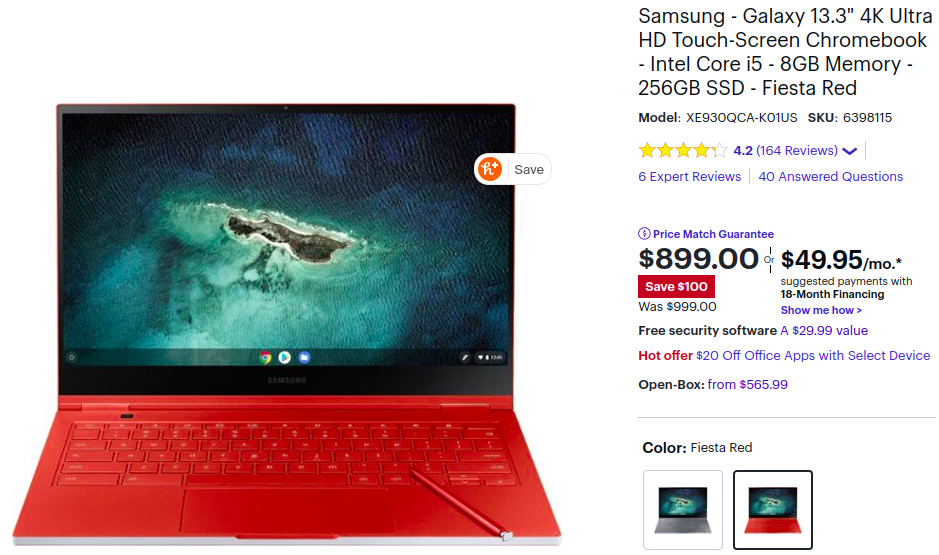 Samsung - Galaxy 13.3" 4K Ultra
HD Touch-Screen Chromebook
- Intel Core i5 - 8GB Memory -
256GB SSD - Fiesta Red
Model: XE930QCA-K01US SKU: 6398115
4.2 (164 Reviews)
6 Expert Reviews
40 Answered Questions
Save
Price Match Guarantee
$899.00
Or
$49.95/mo.*
Save $100
suggested payments with
18-Month Financing
Was $999.00
Show me how >
Free security software A $29.99 value
Hot offer $20 Off Office Apps with Select Device
Open-Box: from $565.99
SAMSUNG
Color: Fiesta Red